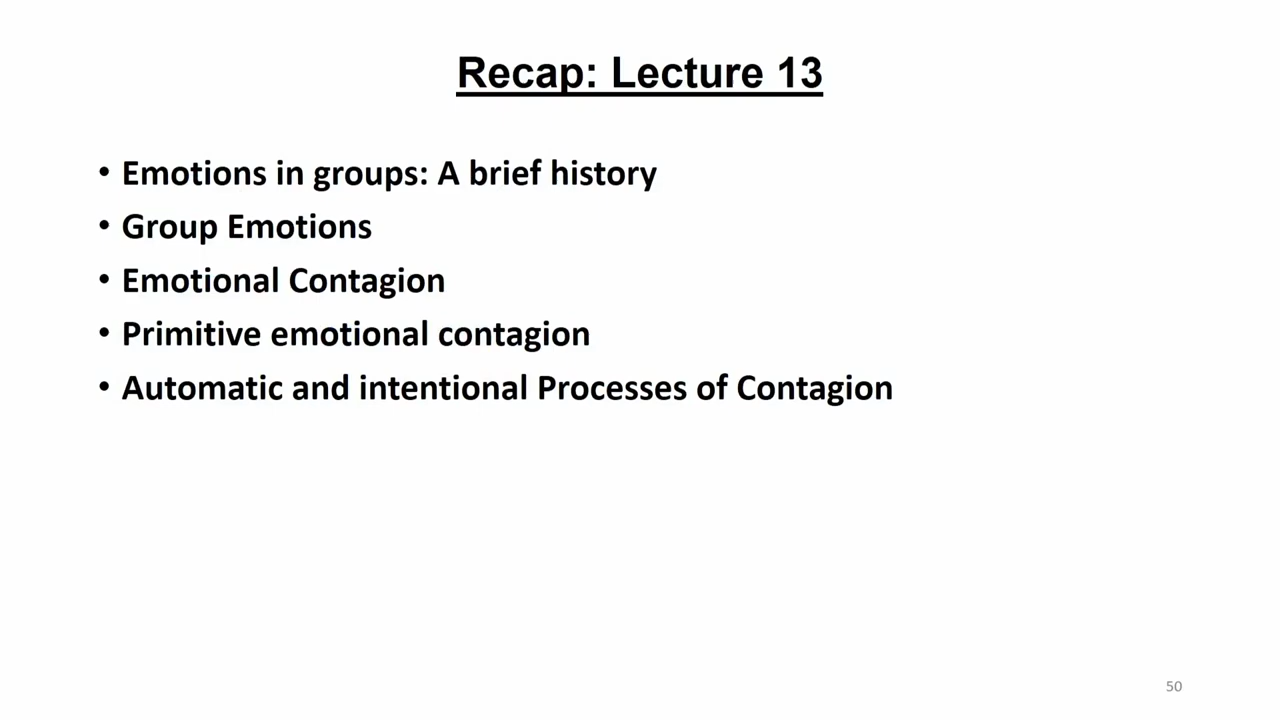 Recap: Lecture 13
• Emotions in groups: A brief history
• Group Emotions
• Emotional Contagion
• Primitive emotional contagion
• Automatic and intentional Processes of Contagion
50